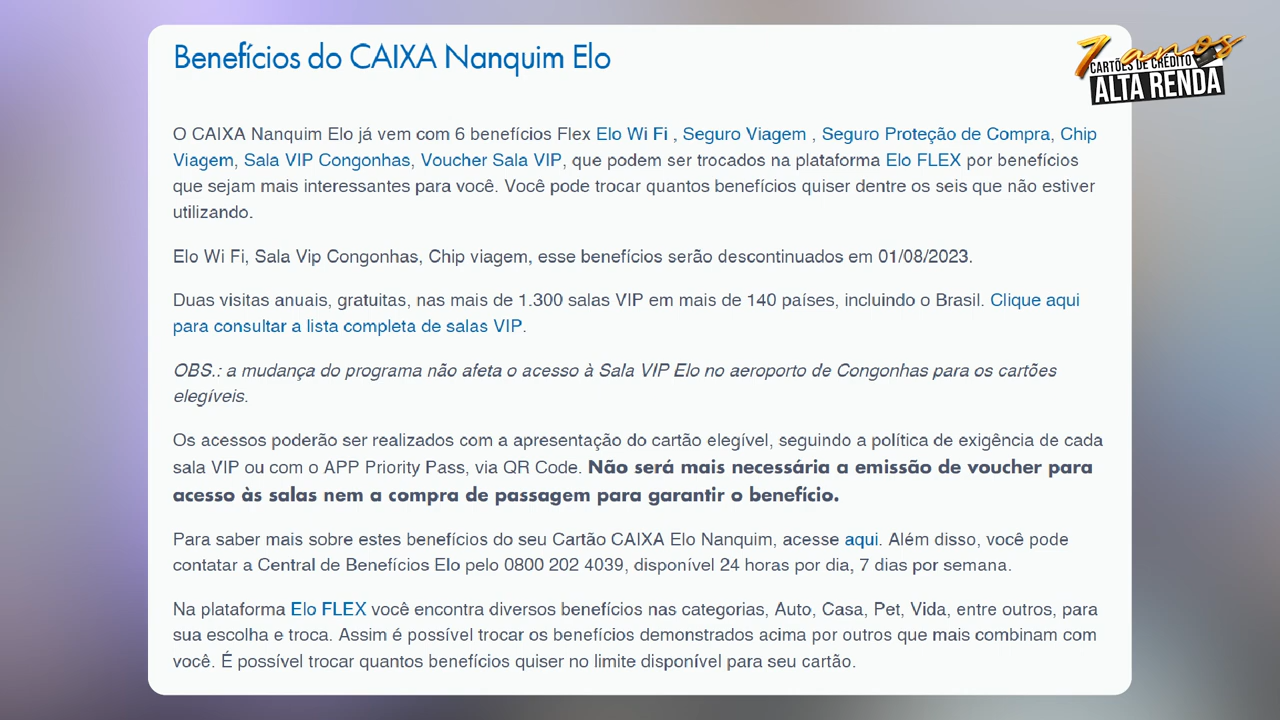 Benefícios do CAIXA Nanquim Elo
7 anos
CARTÕES DE CRÉDITO
ALTA RENDA
O CAIXA Nanquim Elo já vem com 6 benefícios Flex Elo Wi Fi , Seguro Viagem , Seguro Proteção de Compra, Chip
Viagem, Sala VIP Congonhas, Voucher Sala VIP, que podem ser trocados na plataforma Elo FLEX por benefícios
que sejam mais interessantes para você. Você pode trocar quantos benefícios quiser dentre os seis que não estiver
utilizando.
Elo Wi Fi, Sala Vip Congonhas, Chip viagem, esse benefícios serão descontinuados em 01/08/2023.
Duas visitas anuais, gratuitas, nas mais de 1.300 salas VIP em mais de 140 países, incluindo o Brasil. Clique aqui
para consultar a lista completa de salas VIP.
OBS.: a mudança do programa não afeta o acesso à Sala VIP Elo no aeroporto de Congonhas para os cartões
elegíveis.
Os acessos poderão ser realizados com a apresentação do cartão elegível, seguindo a política de exigência de cada
sala VIP ou com o APP Priority Pass, via QR Code. Não será mais necessária a emissão de voucher para
acesso às salas nem a compra de passagem para garantir o benefício.
Para saber mais sobre estes benefícios do seu Cartão CAIXA Elo Nanquim, acesse aqui. Além disso, você pode
contatar a Central de Benefícios Elo pelo 0800 202 4039, disponível 24 horas por dia, 7 dias por semana.
Na plataforma Elo FLEX você encontra diversos benefícios nas categorias, Auto, Casa, Pet, Vida, entre outros, para
sua escolha e troca. Assim é possível trocar os benefícios demonstrados acima por outros que mais combinam com
você. É possível trocar quantos benefícios quiser no limite disponível para seu cartão.